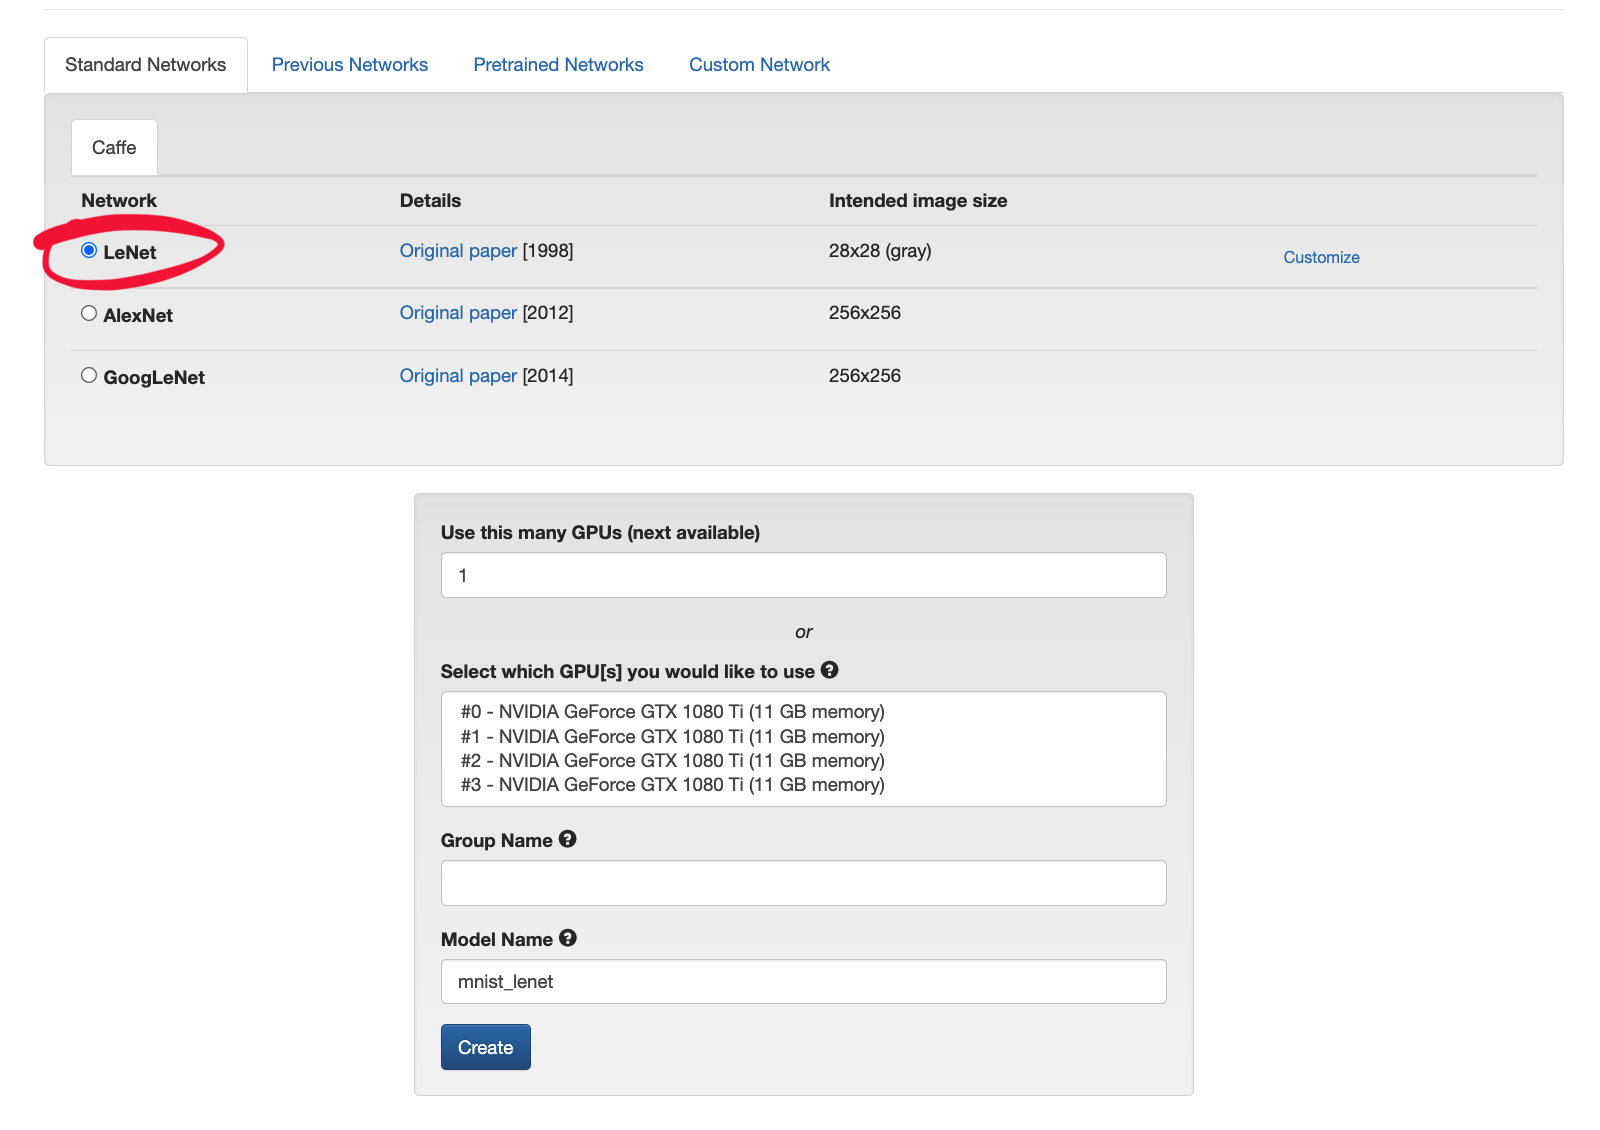 Standard Networks Previous Networks Pretrained Networks Custom Network
Caffe
Network Details Intended image size
LeNet Original paper [1998] 28x28 (gray) Customize
AlexNet Original paper [2012] 256x256
GoogLeNet Original paper [2014] 256x256
Use this many GPUs (next available)
1
or
Select which GPU[s] you would like to use ?
#0 - NVIDIA GeForce GTX 1080 Ti (11 GB memory)
#1 - NVIDIA GeForce GTX 1080 Ti (11 GB memory)
#2 - NVIDIA GeForce GTX 1080 Ti (11 GB memory)
#3 - NVIDIA GeForce GTX 1080 Ti (11 GB memory)
Group Name ?
Model Name ?
mnist_lenet
Create